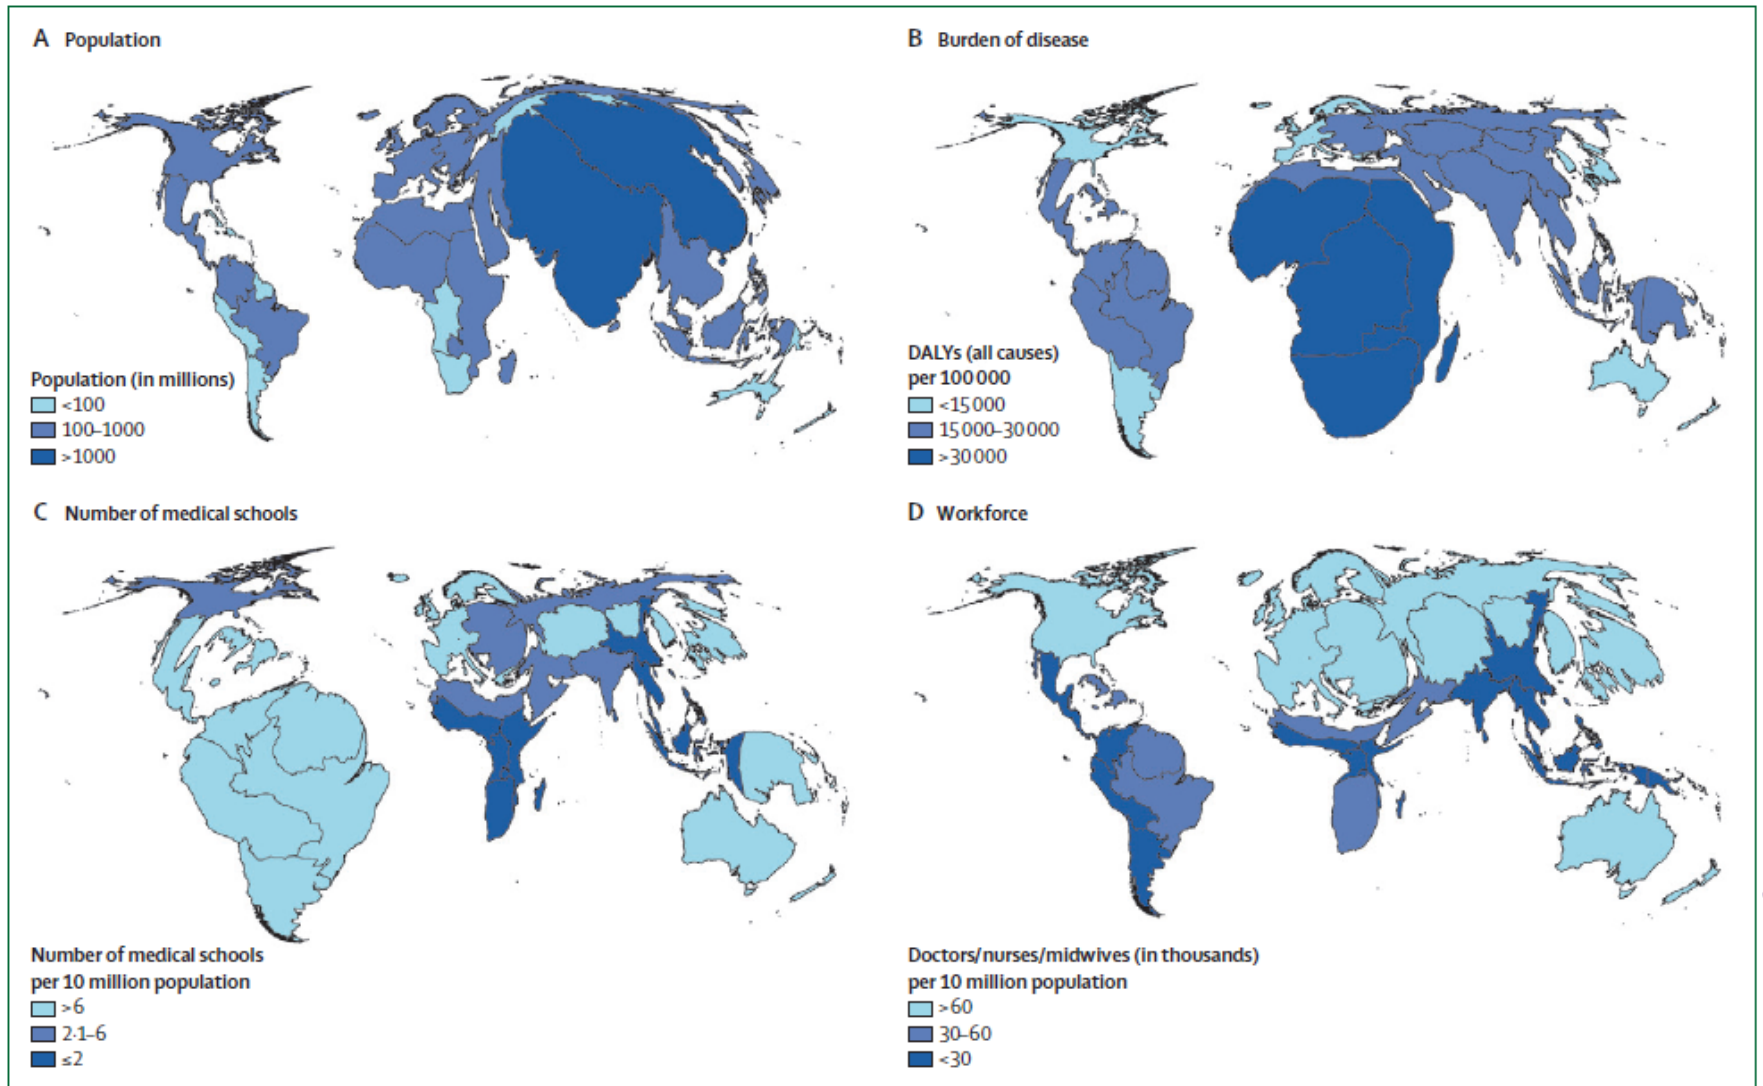 A Population
Population (in millions)
<100
100–1000
>1000
B Burden of disease
DALYs (all causes)
per 100 000
<15 000
15 000–30 000
>30 000
C Number of medical schools
Number of medical schools
per 10 million population
>6
2·1–6
≤2
D Workforce
Doctors/nurses/midwives (in thousands)
per 10 million population
>60
30–60
<30